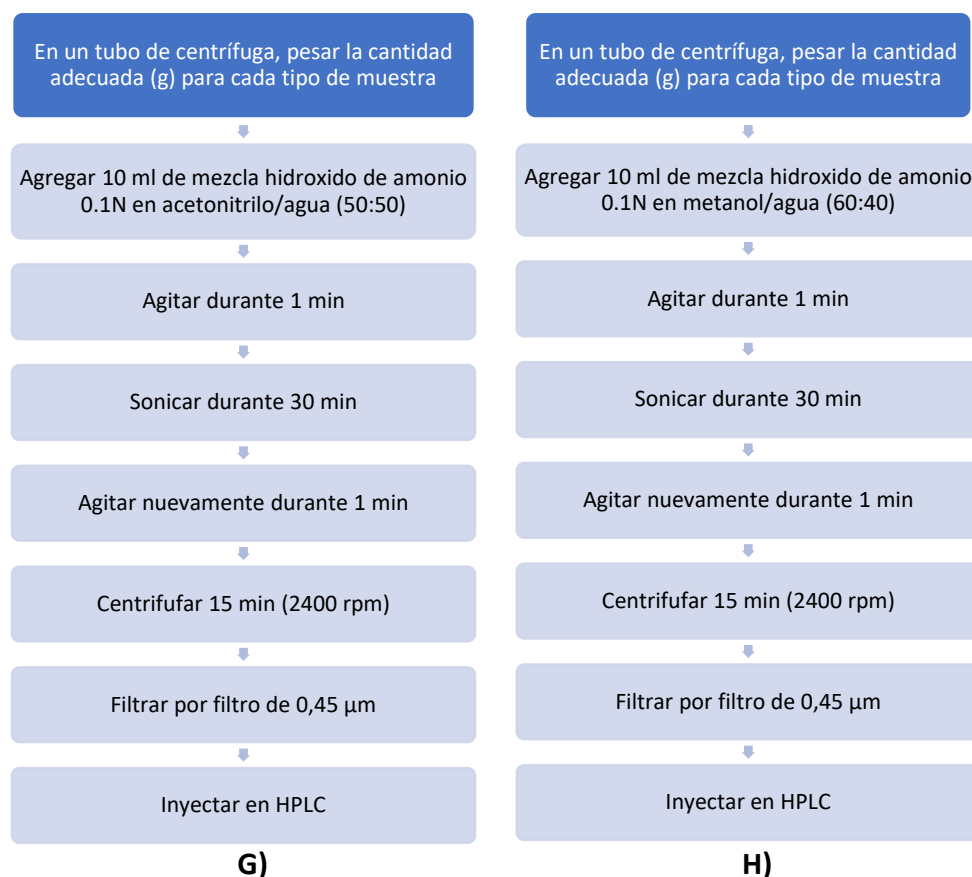 En un tubo de centrífuga, pesar la cantidad
adecuada (g) para cada tipo de muestra
Agregar 10 ml de mezcla hidroxido de amonio
0.1N en acetonitrilo/agua (50:50)
Agitar durante 1 min
Sonicar durante 30 min
Agitar nuevamente durante 1 min
Centrifufar 15 min (2400 rpm)
Filtrar por filtro de 0,45 µm
Inyectar en HPLC
G)
En un tubo de centrífuga, pesar la cantidad
adecuada (g) para cada tipo de muestra
Agregar 10 ml de mezcla hidroxido de amonio
0.1N en metanol/agua (60:40)
Agitar durante 1 min
Sonicar durante 30 min
Agitar nuevamente durante 1 min
Centrifufar 15 min (2400 rpm)
Filtrar por filtro de 0,45 µm
Inyectar en HPLC
H)